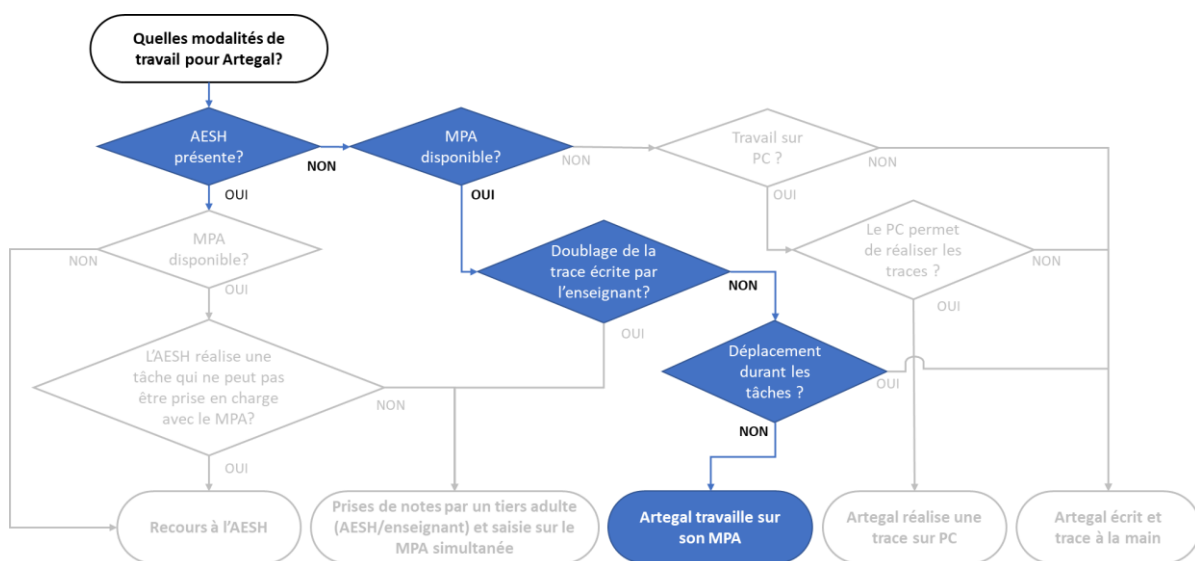 Quelles modalités de
travail pour Artegal?
AESH
présente?
NON
MPA
disponible?
NON
Travail sur
PC ?
NON
OUI
OUI
OUI
MPA
disponible?
NON
OUI
Doublage de la
trace écrite par
l'enseignant?
NON
OUI
Le PC permet
de réaliser les
traces ?
NON
OUI
L'AESH réalise une
tâche qui ne peut pas
être prise en charge
avec le MPA?
NON
OUI
Déplacement
durant les
tâches ?
OUI
NON
Recours à l'AESH
Prises de notes par un tiers adulte
(AESH/enseignant) et saisie sur le
MPA simultanée
Artegal travaille sur
son MPA
Artegal réalise une
trace sur PC
Artegal écrit et
trace à la main